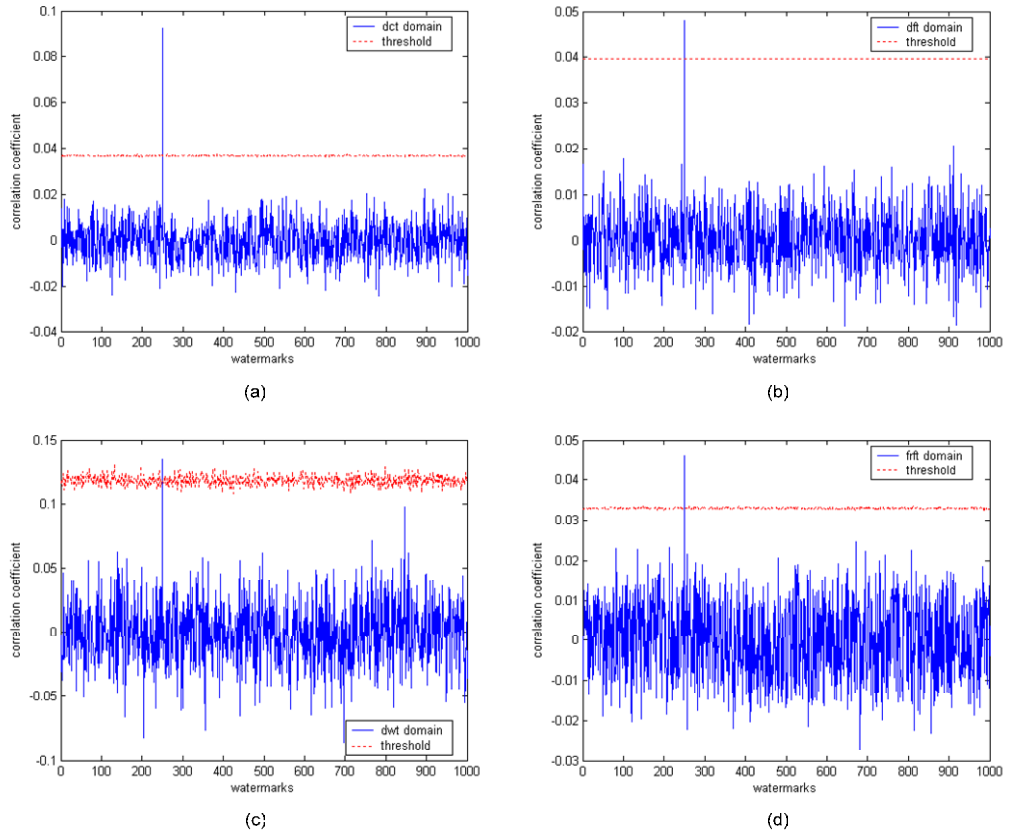 0.1
0.08
0.06
0.04
0.02
0
-0.02
-0.04
correlation coefficient
dct domain
threshold
0 100 200 300 400 500 600 700 800 900 1000
watermarks
(a)
0.05
0.04
0.03
0.02
0.01
0
-0.01
-0.02
correlation coefficient
dft domain
threshold
0 100 200 300 400 500 600 700 800 900 1000
watermarks
(b)
0.15
0.1
0.05
0
-0.05
-0.1
correlation coefficient
dwt domain
threshold
0 100 200 300 400 500 600 700 800 900 1000
watermarks
(c)
0.05
0.04
0.03
0.02
0.01
0
-0.01
-0.02
-0.03
correlation coefficient
frft domain
threshold
0 100 200 300 400 500 600 700 800 900 1000
watermarks
(d)